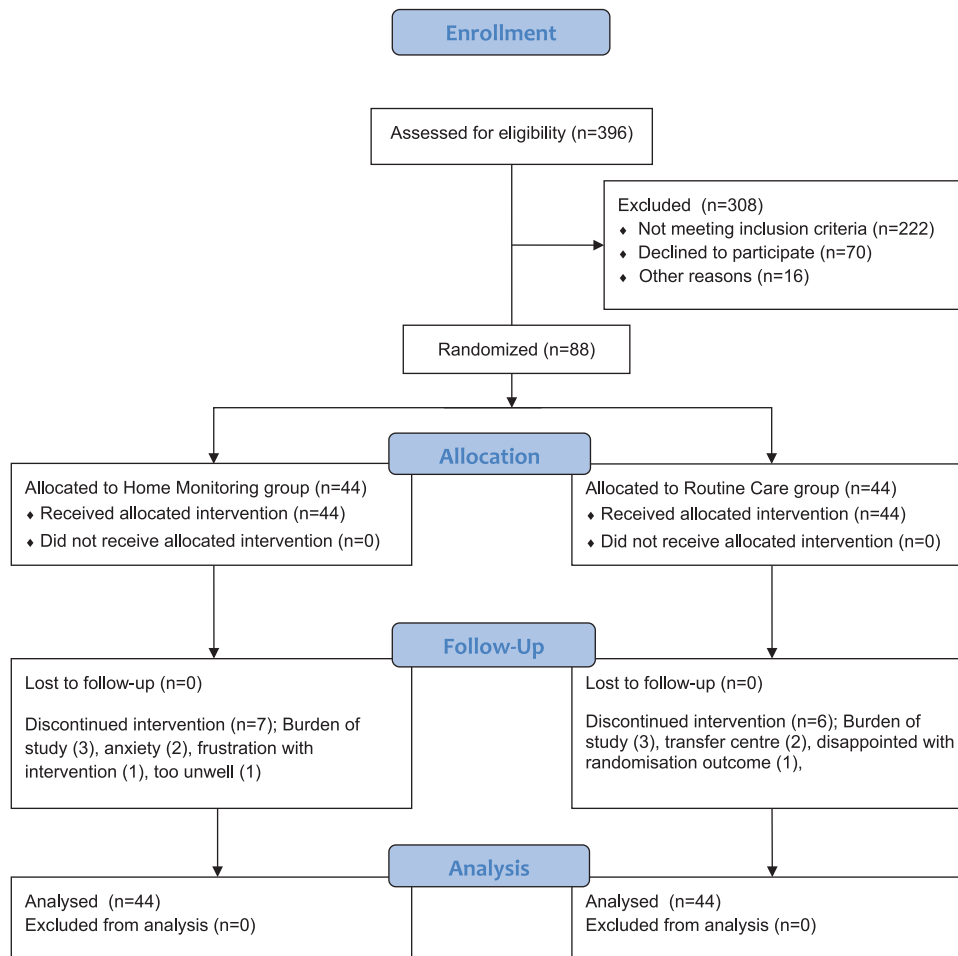 Enrollment
Assessed for eligibility (n=396)
Excluded (n=308)
♦ Not meeting inclusion criteria (n=222)
♦ Declined to participate (n=70)
♦ Other reasons (n=16)
Randomized (n=88)
Allocation
Allocated to Home Monitoring group (n=44)
♦ Received allocated intervention (n=44)
♦ Did not receive allocated intervention (n=0)
Allocated to Routine Care group (n=44)
♦ Received allocated intervention (n=44)
♦ Did not receive allocated intervention (n=0)
Follow-Up
Lost to follow-up (n=0)
Discontinued intervention (n=7); Burden of
study (3), anxiety (2), frustration with
intervention (1), too unwell (1)
Lost to follow-up (n=0)
Discontinued intervention (n=6); Burden of
study (3), transfer centre (2), disappointed with
randomisation outcome (1),
Analysis
Analysed (n=44)
Excluded from analysis (n=0)
Analysed (n=44)
Excluded from analysis (n=0)